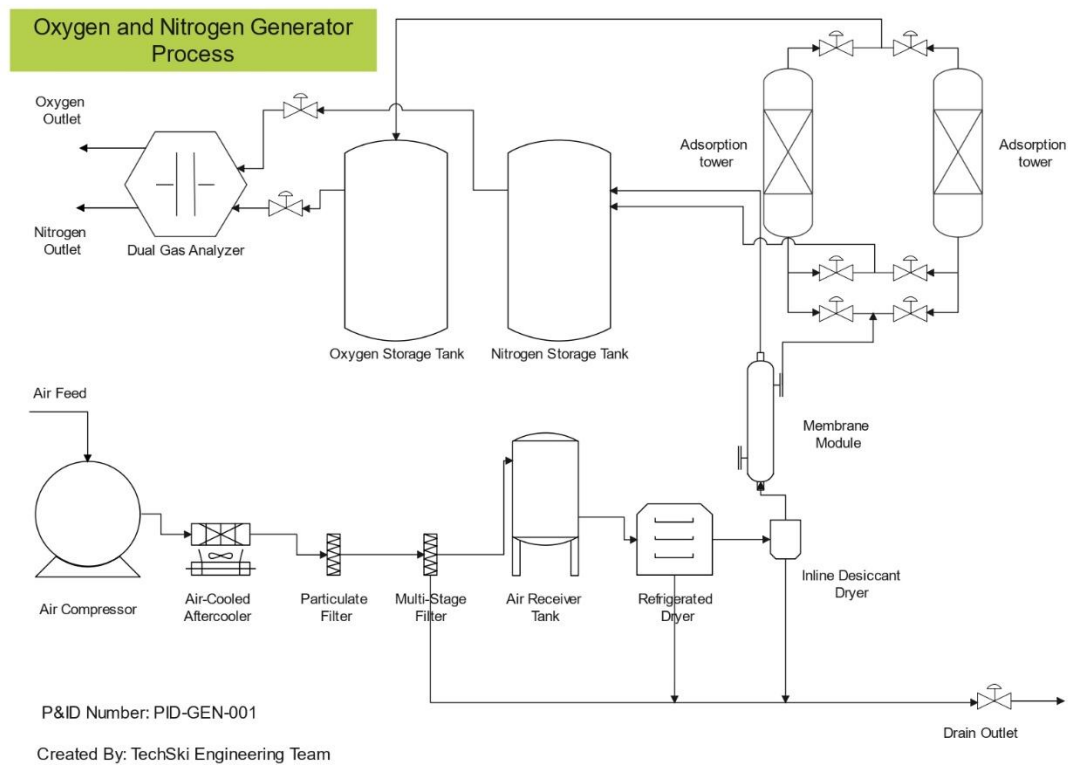 Oxygen and Nitrogen Generator
Process
Oxygen
Outlet
Nitrogen
Outlet
Dual Gas Analyzer
Oxygen Storage Tank
Nitrogen Storage Tank
Adsorption
tower
Adsorption
tower
Membrane
Module
Air Feed
Air Compressor
Air-Cooled
Aftercooler
Particulate
Filter
Multi-Stage
Filter
Air Receiver
Tank
Refrigerated
Dryer
Inline Desiccant
Dryer
Drain Outlet
P&ID Number: PID-GEN-001
Created By: TechSki Engineering Team